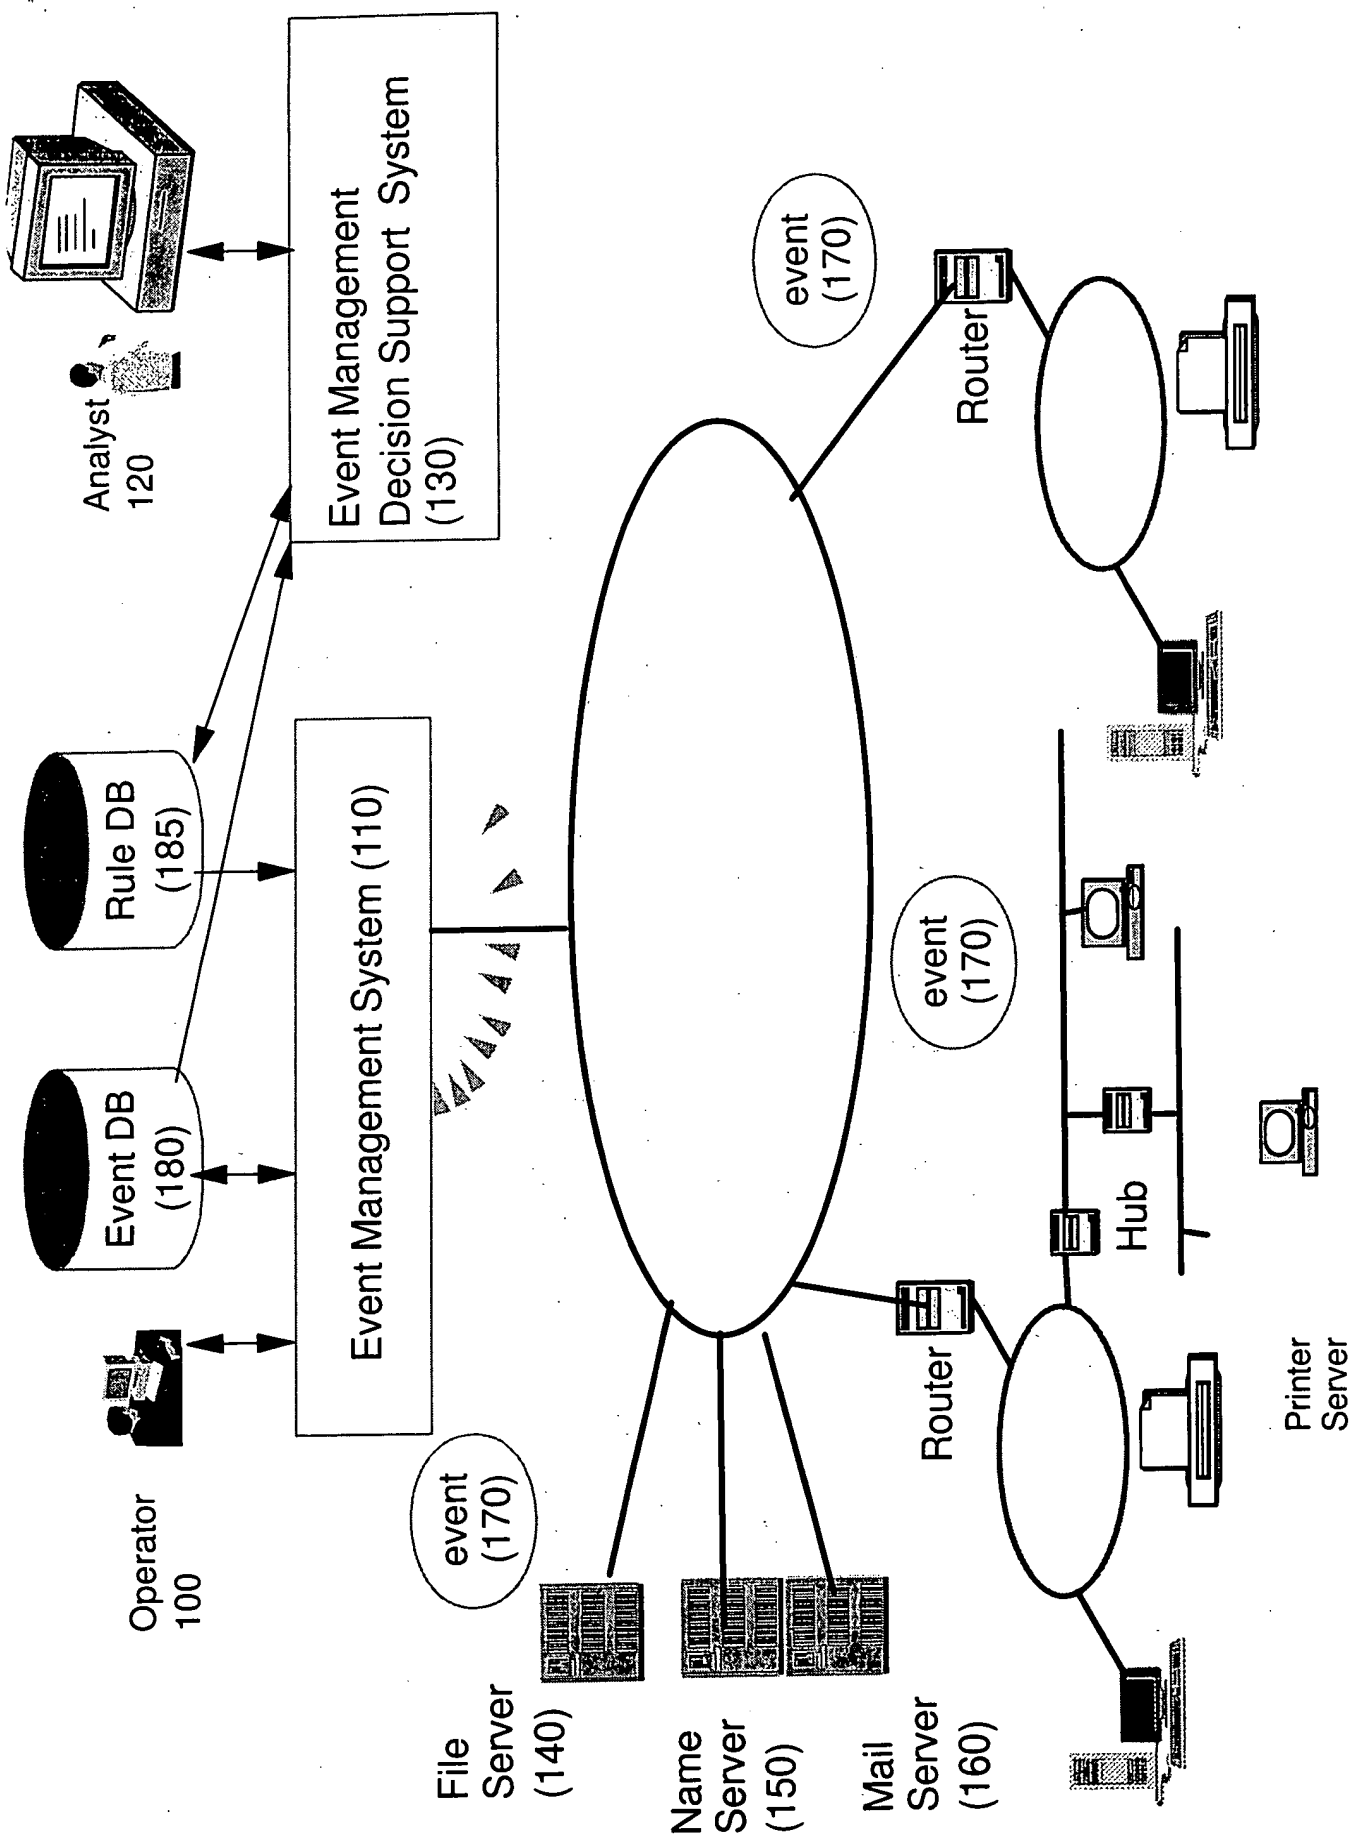 Operator
100
Event DB
(180)
Rule DB
(185)
Analyst
120
Event Management System (110)
Event Management
Decision Support System
(130)
event
(170)
File
Server
(140)
Name
Server
(150)
Mail
Server
(160)
event
(170)
event
(170)
Router
Router
Hub
Printer
Server